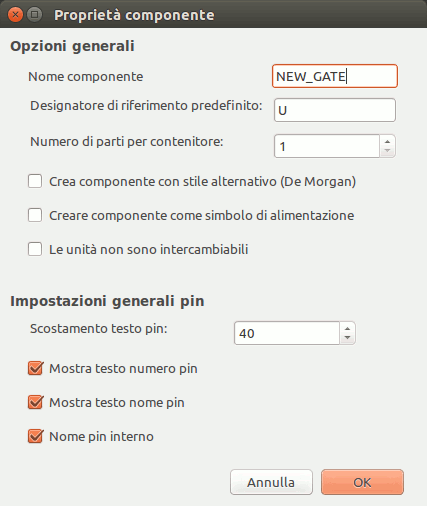 Proprietà componente
Opzioni generali
Nome componente NEW_GATE
Designatore di riferimento predefinito: U
Numero di parti per contenitore: 1
Crea componente con stile alternativo (De Morgan)
Creare componente come simbolo di alimentazione
Le unità non sono intercambiabili
Impostazioni generali pin
Scostamento testo pin: 40
Mostra testo numero pin
Mostra testo nome pin
Nome pin interno
Annulla OK